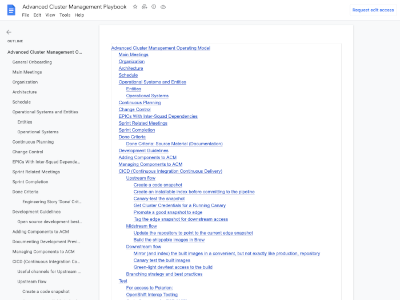 Advanced Cluster Management Playbook
File Edit View Tools Help
Request edit access
OUTLINE
Advanced Cluster Management O...
General Onboarding
Main Meetings
Organization
Architecture
Schedule
Operational Systems and Entities
Entities
Operational Systems
Continuous Planning
Change Control
EPICs With Inter-Squad Depende...
Sprint Related Meetings
Sprint Completion
Done Criteria
Engineering Story 'Done' Crit...
Development Guidelines
Open source development best...
Adding Components to ACM
Documenting Development Prev...
Managing Components to ACM
CICD (Continuous Integration Co...
Useful channels for Upstream ...
Upstream flow
Create a code snapshot
Advanced Cluster Management Operating Model
Main Meetings
Organization
Architecture
Schedule
Operational Systems and Entities
Entities
Operational Systems
Continuous Planning
Change Control
EPICs With Inter-Squad Dependencies
Sprint Related Meetings
Sprint Completion
Done Criteria
Done Criteria: Source Material (Documentation)
Development Guidelines
Adding Components to ACM
Managing Components to ACM
CICD (Continuous Integration Continuous Delivery)
Upstream flow
Create a code snapshot
Create an installable index before committing to the pipeline
Canary test the snapshot
Get Cluster Credentials for a Running Canary
Promote a good snapshot to edge
Tag the edge snapshot for downstream access
Midstream flow
Update the repository to point to the current edge snapshot
Build the snapshot images in Brew
Downstream flow
Mirror (and index) the built images in a convenient, but not exactly like production, repository
Canary test the built images
Green-light devtest access to the build
Branching strategy and best practices
Test
For access to Polarion:
OpenShift Interop Testing